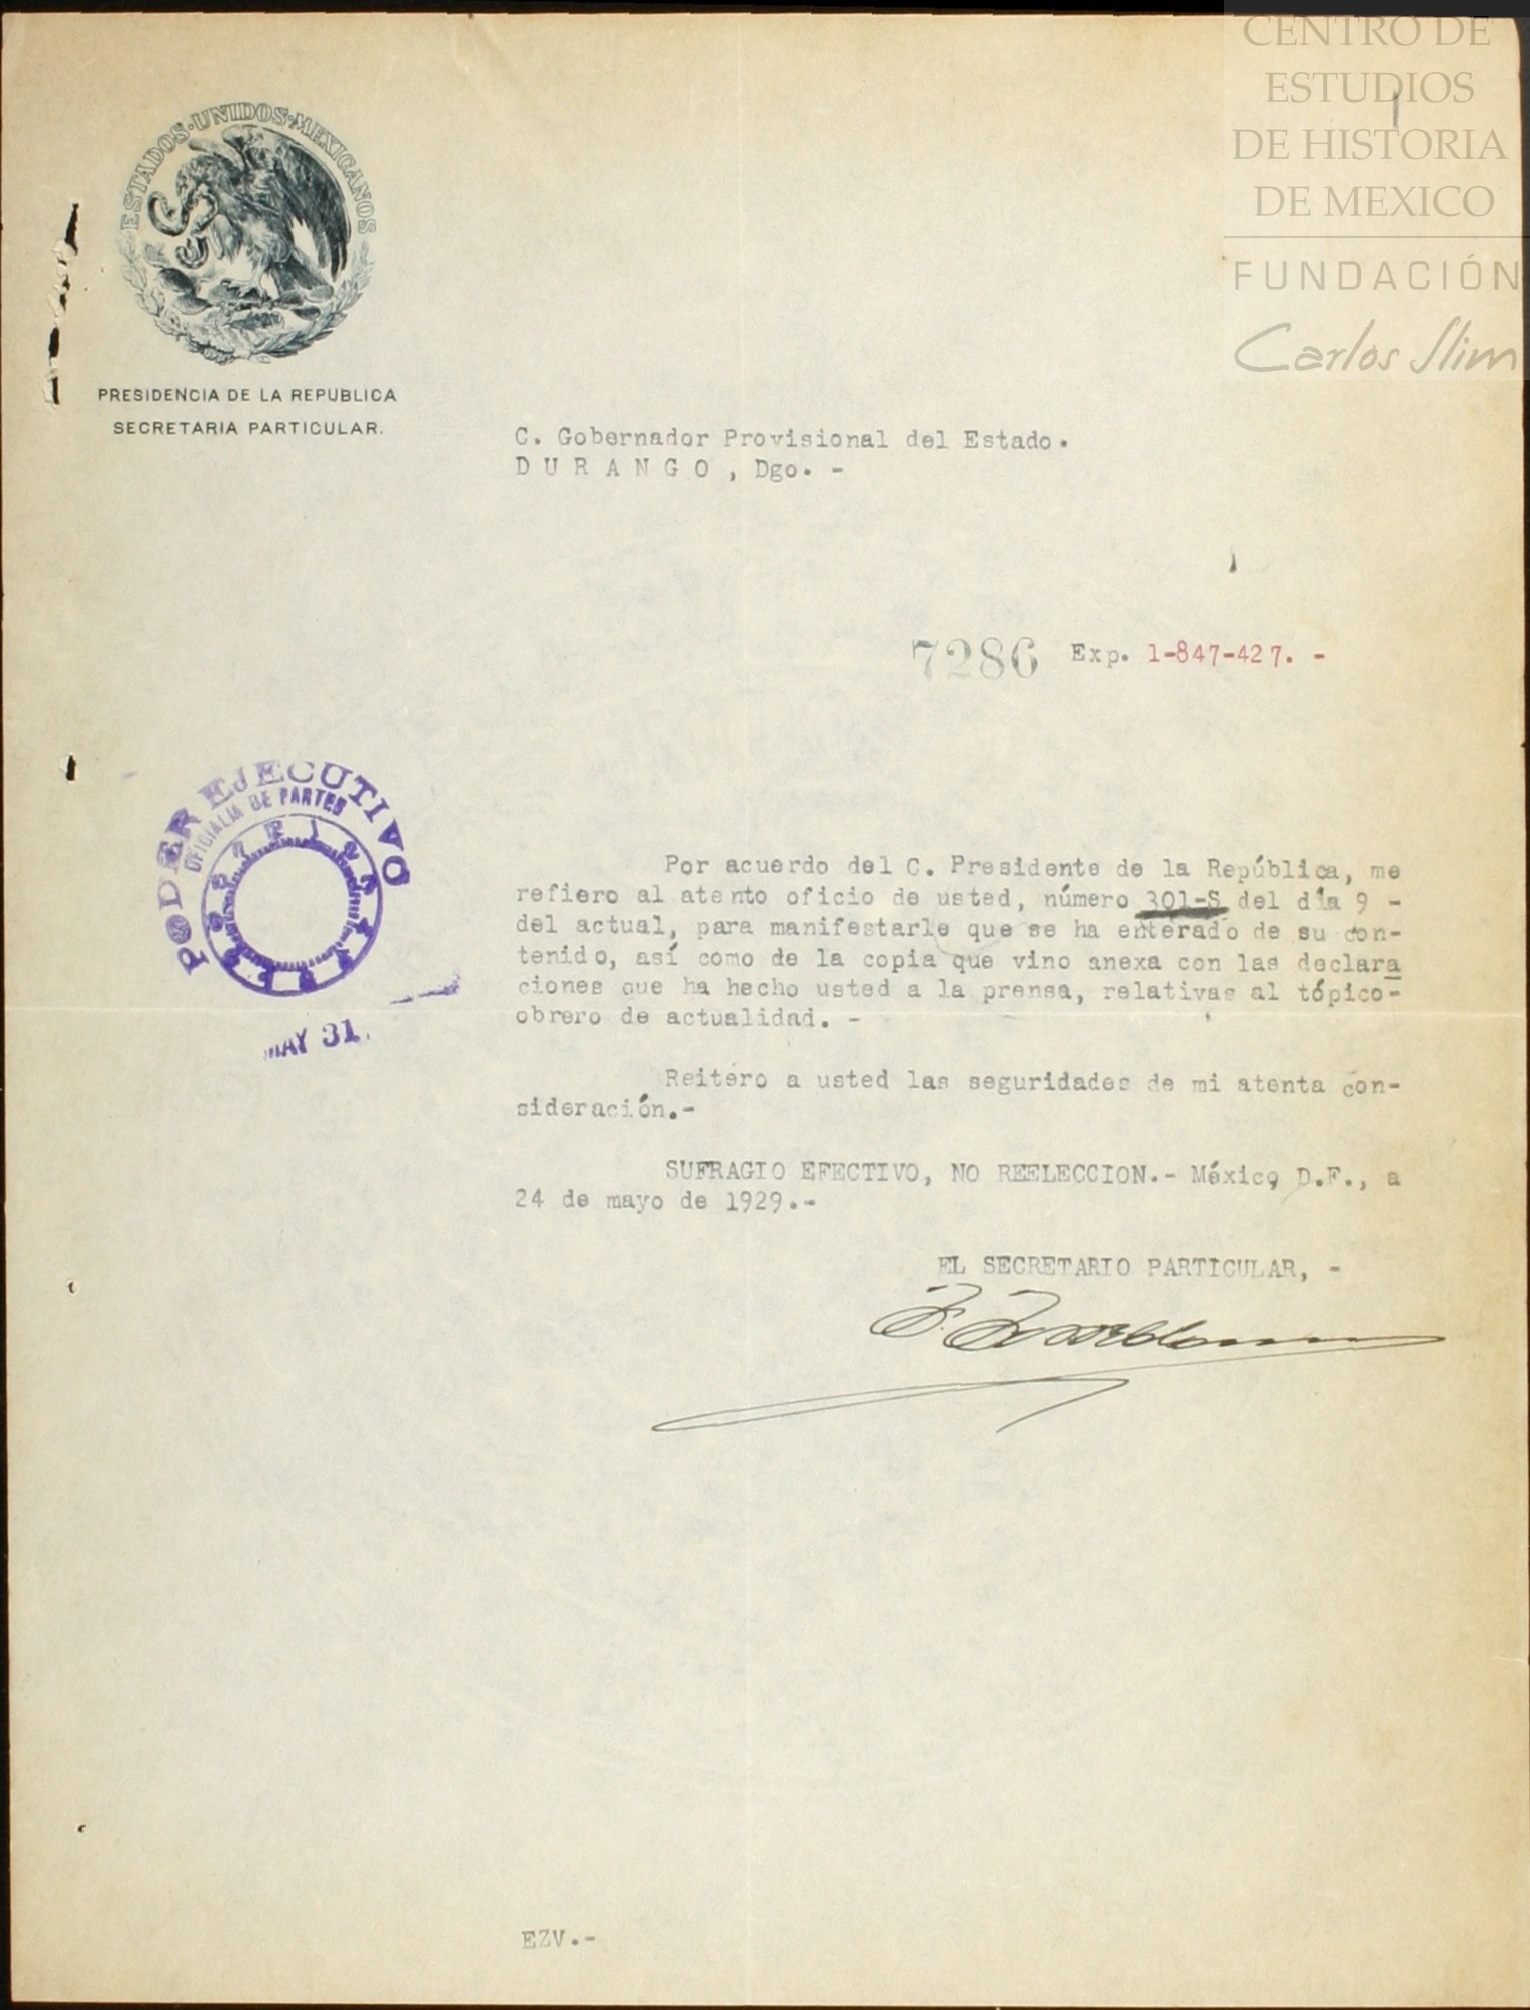 CENTRO DE
ESTUDIOS
DE HISTORIA
DE MEXICO
FUNDACIÓN
Carlos Slim
ESTADOS·UNIDOS·MEXICANOS
PRESIDENCIA DE LA REPUBLICA
SECRETARIA PARTICULAR.
C. Gobernador Provisional del Estado.
D U R A N G O , Dgo. -
7286 Exp. 1-847-427. -
PODER EJECUTIVO
OFICIALIA DE PARTES
MAY 31.
Por acuerdo del C. Presidente de la República, me
refiero al atento oficio de usted, número 301-S del día 9 -
del actual, para manifestarle que se ha enterado de su con-
tenido, así como de la copia que vino anexa con las declara
ciones que ha hecho usted a la prensa, relativas al tópico-
obrero de actualidad. -
Reitero a usted las seguridades de mi atenta con-
sideración.-
SUFRAGIO EFECTIVO, NO REELECCION.- México, D.F., a
24 de mayo de 1929.-
EL SECRETARIO PARTICULAR, -
EZV.-